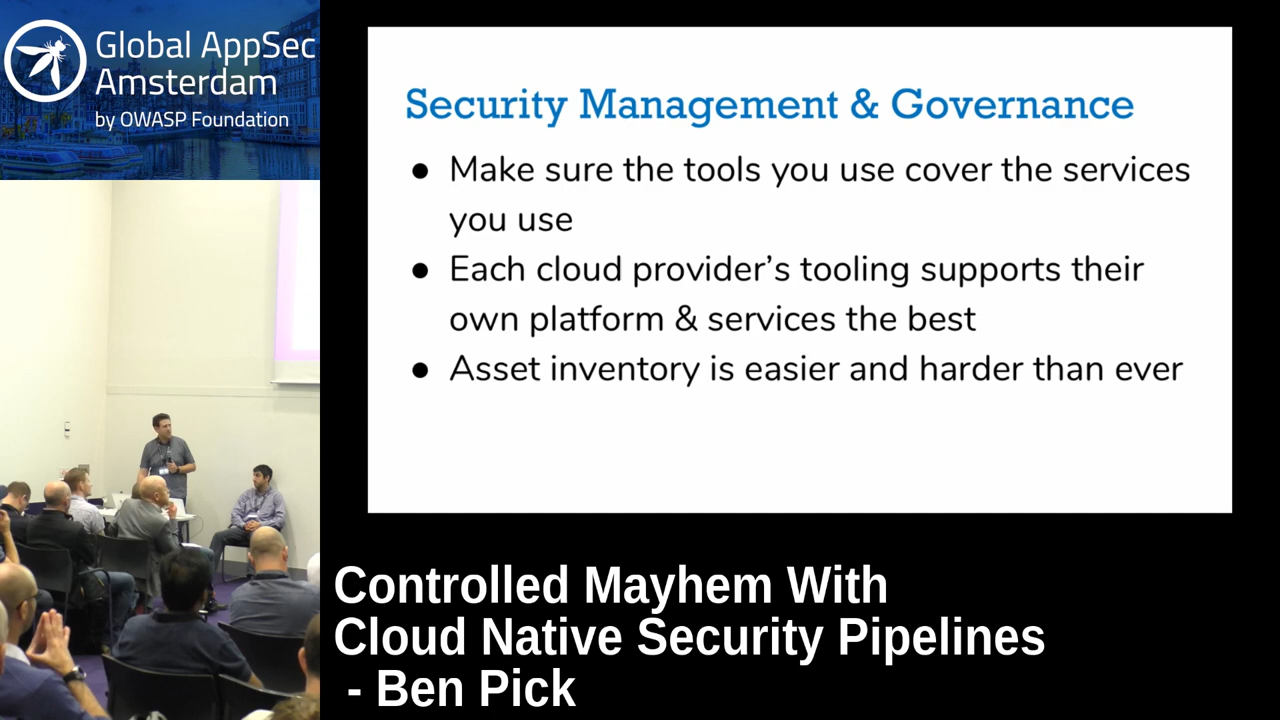 Global AppSec
Amsterdam
by OWASP Foundation
Security Management & Governance
● Make sure the tools you use cover the services
you use
● Each cloud provider’s tooling supports their
own platform & services the best
● Asset inventory is easier and harder than ever
Controlled Mayhem With
Cloud Native Security Pipelines
- Ben Pick